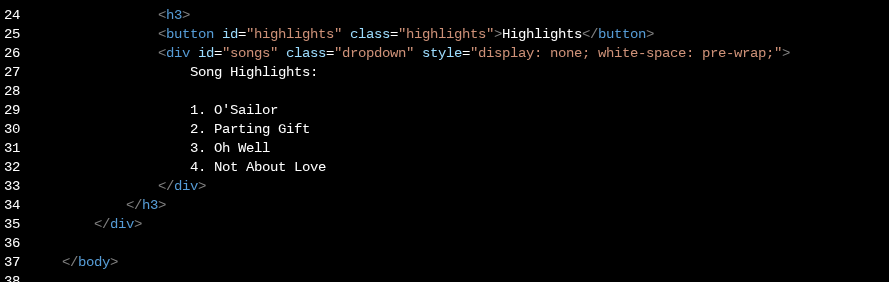 24                 <h3>
25                 <button id="highlights" class="highlights">Highlights</button>
26                 <div id="songs" class="dropdown" style="display: none; white-space: pre-wrap;">
27                     Song Highlights:
28
29                     1. O'Sailor
30                     2. Parting Gift
31                     3. Oh Well
32                     4. Not About Love
33                 </div>
34             </h3>
35         </div>
36
37     </body>
38